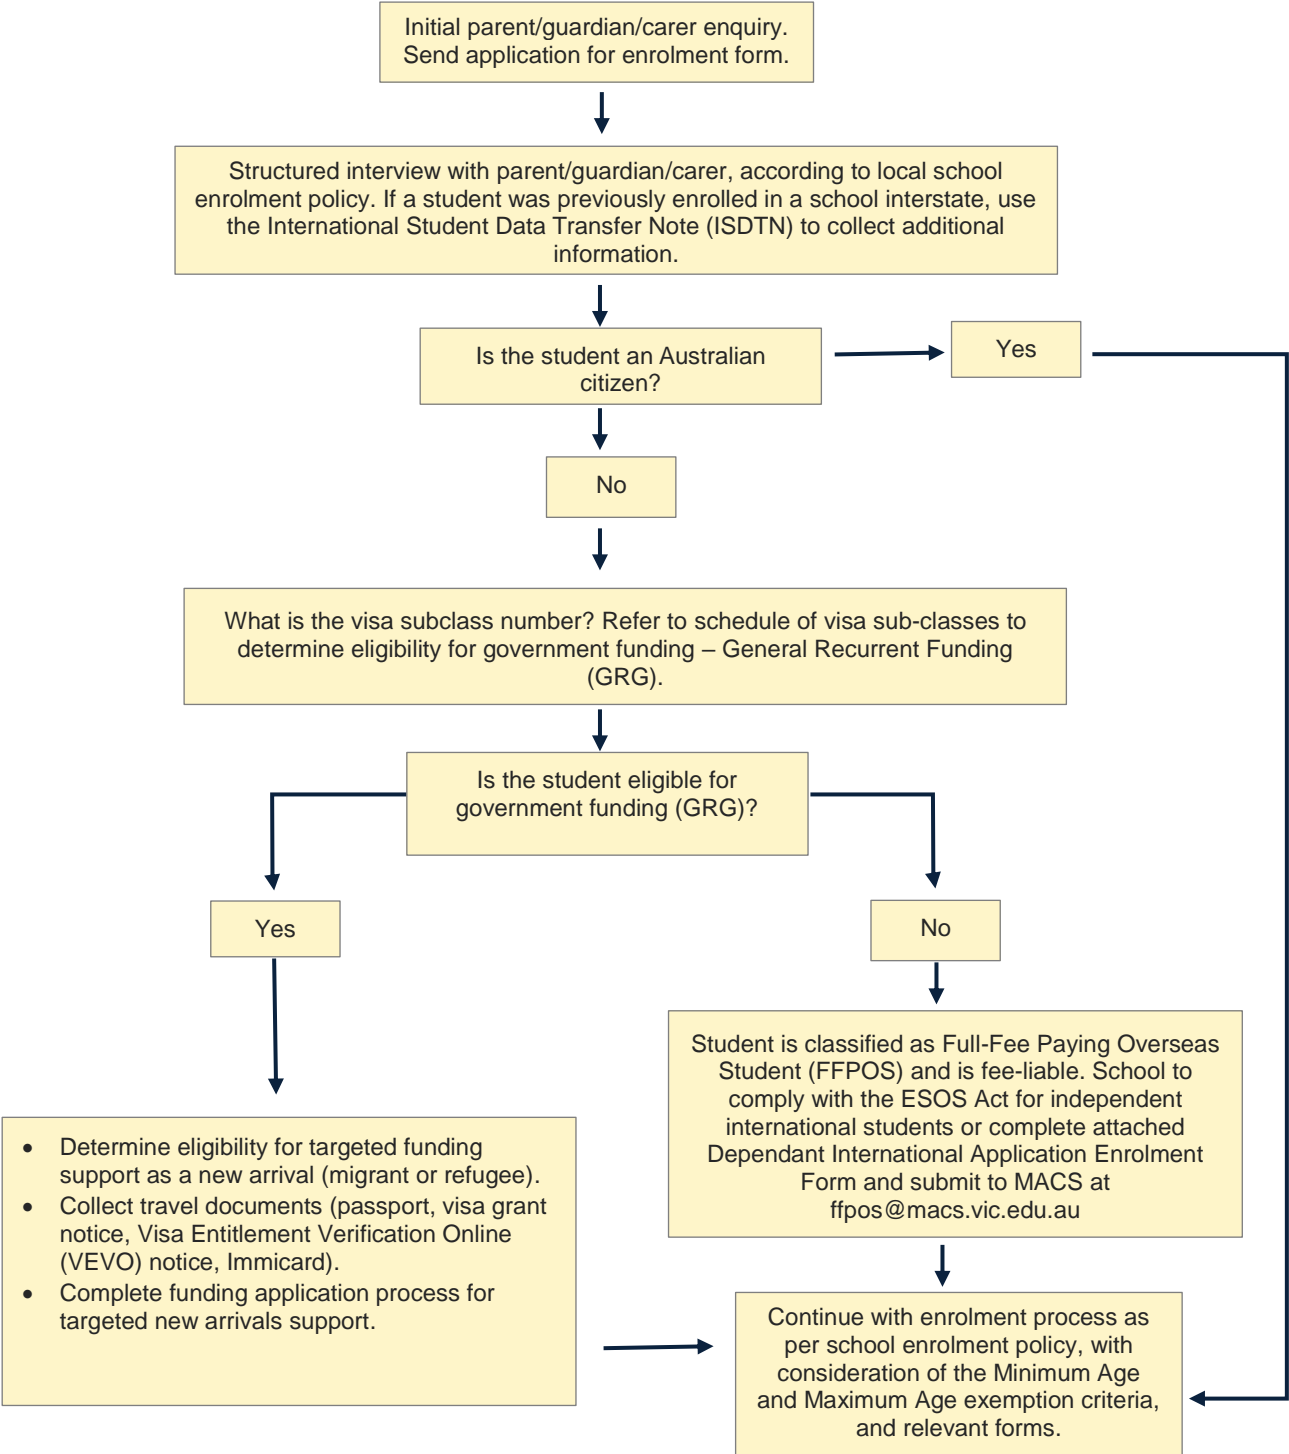 Initial parent/guardian/carer enquiry.
Send application for enrolment form.
Structured interview with parent/guardian/carer, according to local school
enrolment policy. If a student was previously enrolled in a school interstate, use
the International Student Data Transfer Note (ISDTN) to collect additional
information.
Is the student an Australian
citizen?
Yes
No
What is the visa subclass number? Refer to schedule of visa sub-classes to
determine eligibility for government funding – General Recurrent Funding
(GRG).
Is the student eligible for
government funding (GRG)?
Yes
No
Student is classified as Full-Fee Paying Overseas
Student (FFPOS) and is fee-liable. School to
comply with the ESOS Act for independent
international students or complete attached
Dependant International Application Enrolment
Form and submit to MACS at
ffpos@macs.vic.edu.au
• Determine eligibility for targeted funding
support as a new arrival (migrant or refugee).
• Collect travel documents (passport, visa grant
notice, Visa Entitlement Verification Online
(VEVO) notice, Immicard).
• Complete funding application process for
targeted new arrivals support.
Continue with enrolment process as
per school enrolment policy, with
consideration of the Minimum Age
and Maximum Age exemption criteria,
and relevant forms.